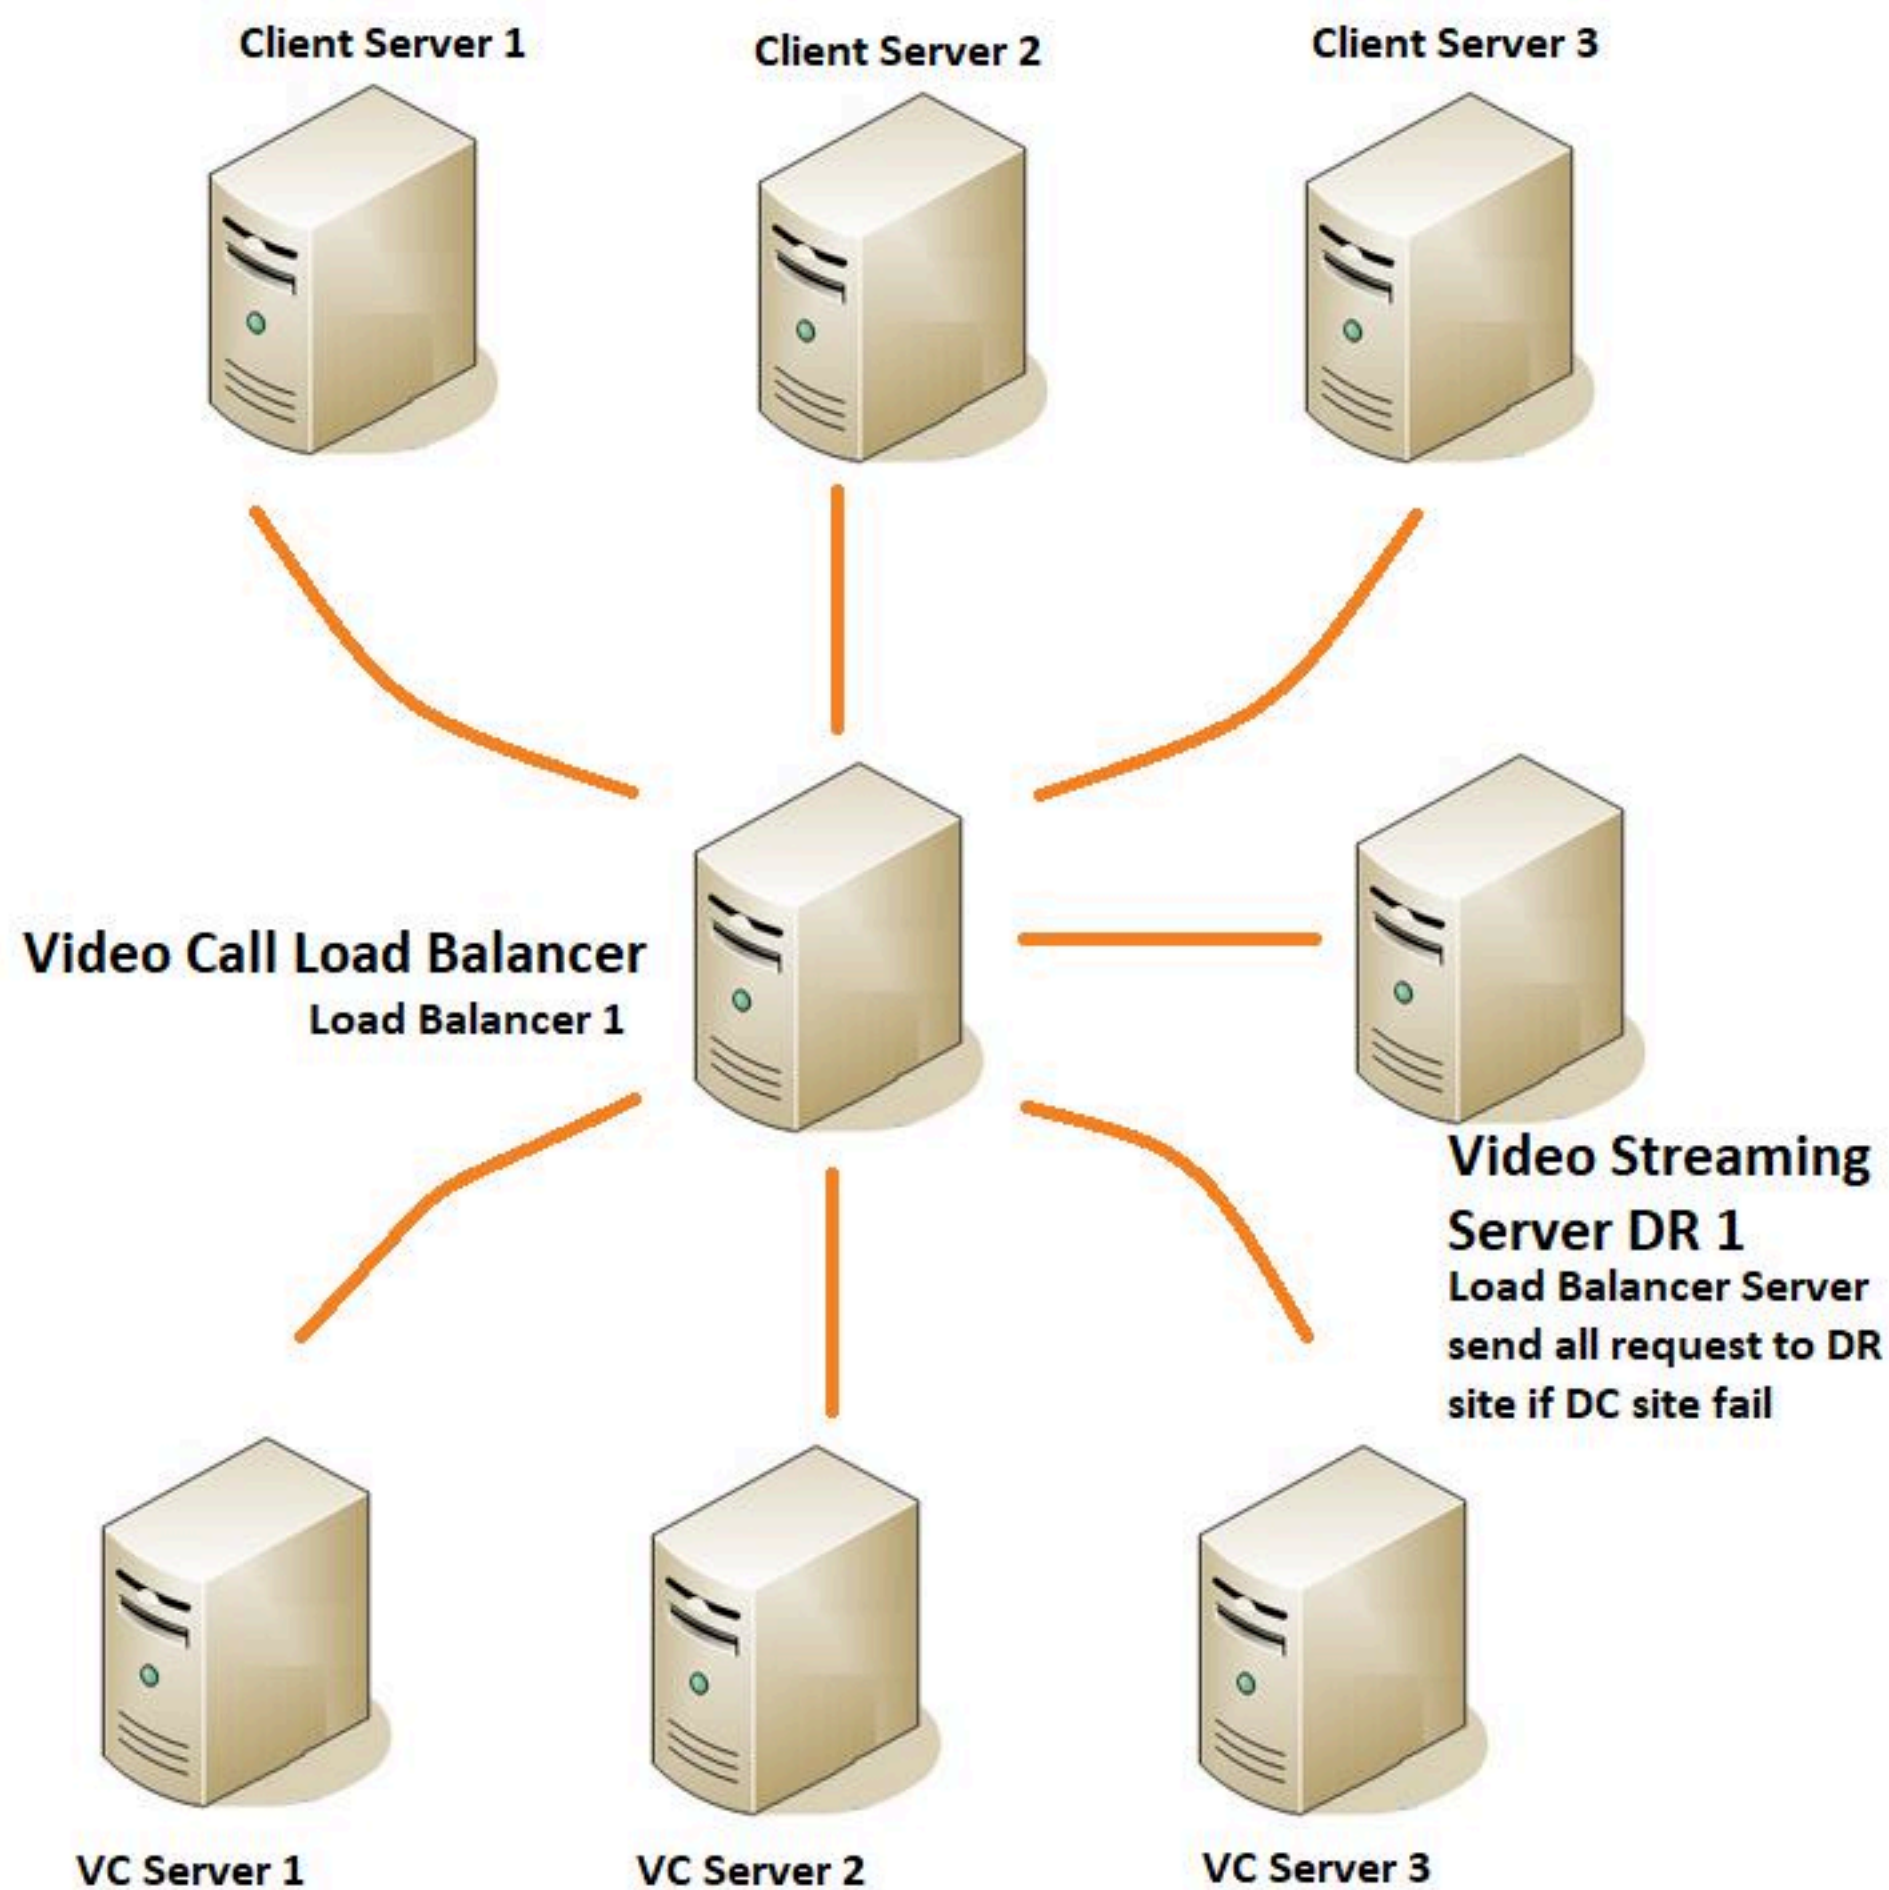 Client Server 1
Client Server 2
Client Server 3
Video Call Load Balancer
Load Balancer 1
Video Streaming
Server DR 1
Load Balancer Server
send all request to DR
site if DC site fail
VC Server 1
VC Server 2
VC Server 3